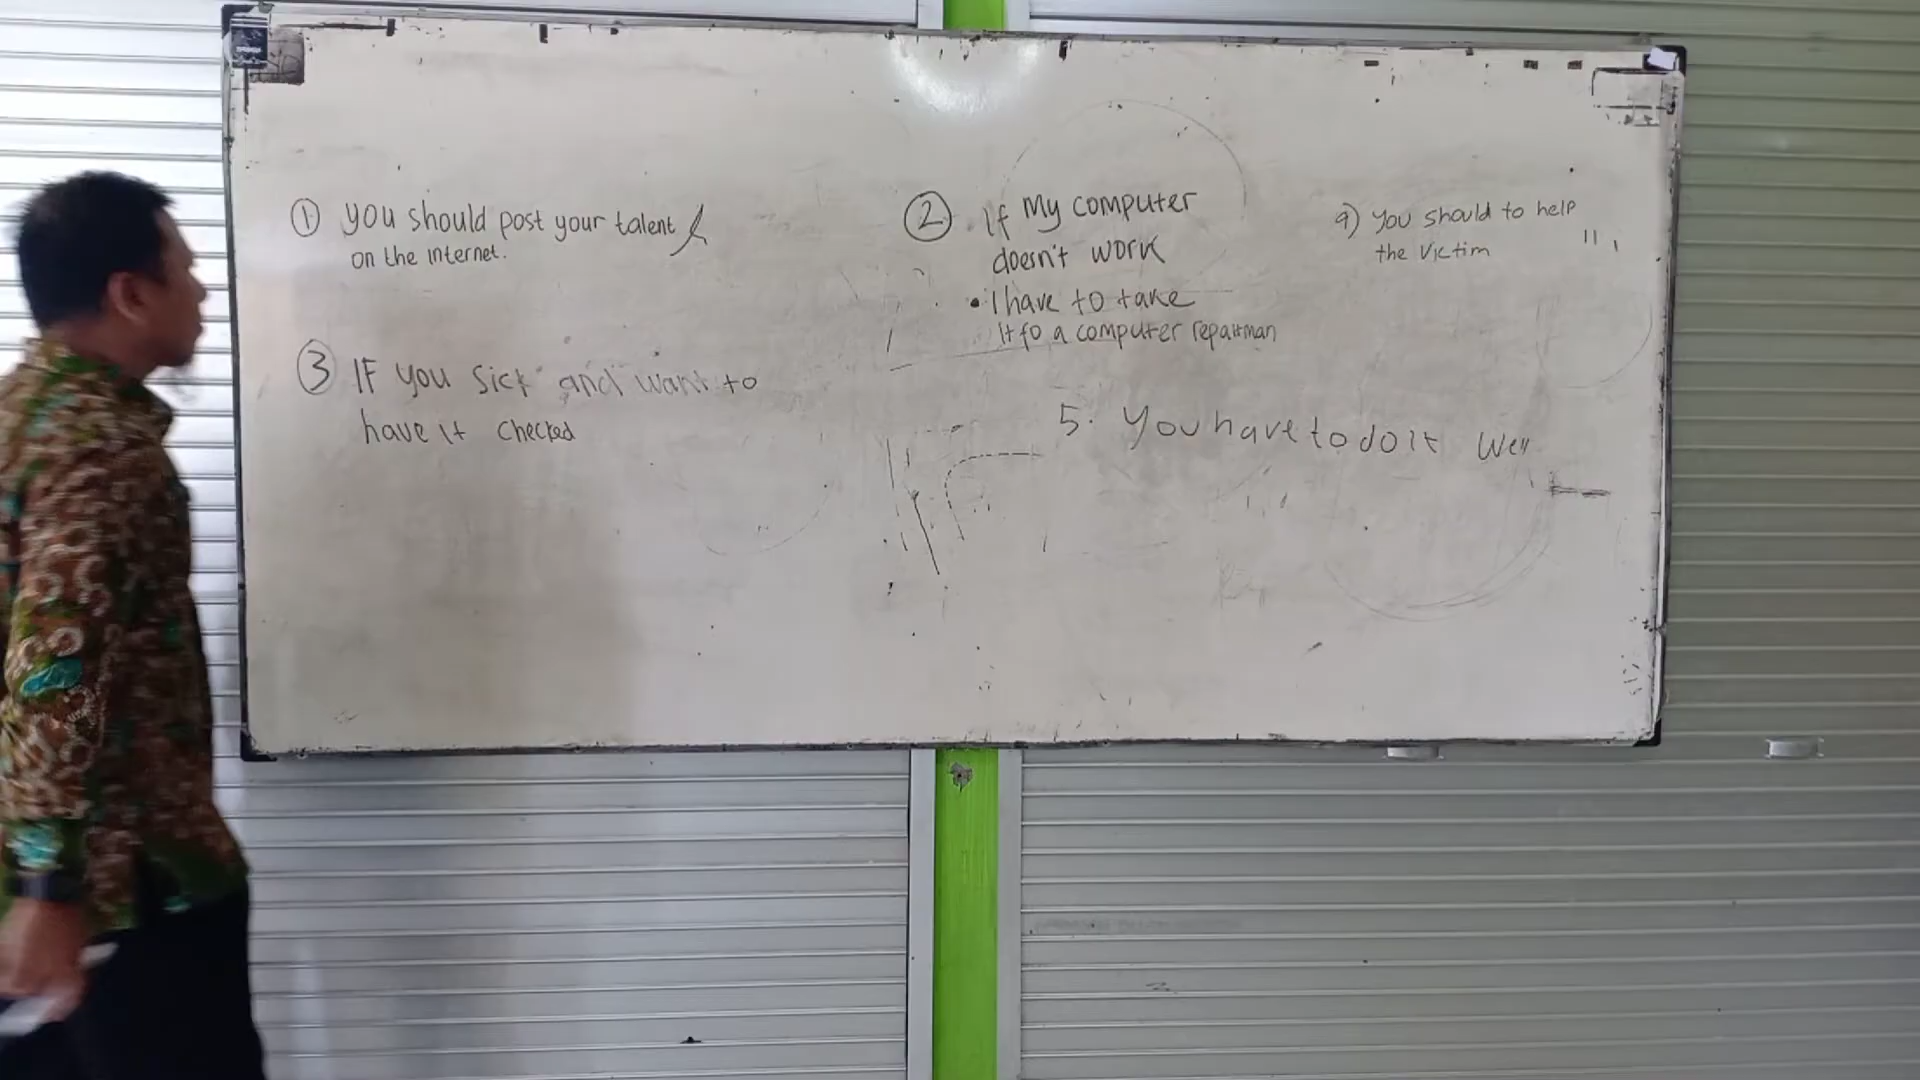 ① you should post your talent
on the internet.
② If My computer
doesn't work
• I have to take
it to a computer repairman
③ IF you sick and want to
have it checked
4) you should to help
the victim
5. You have to do it well